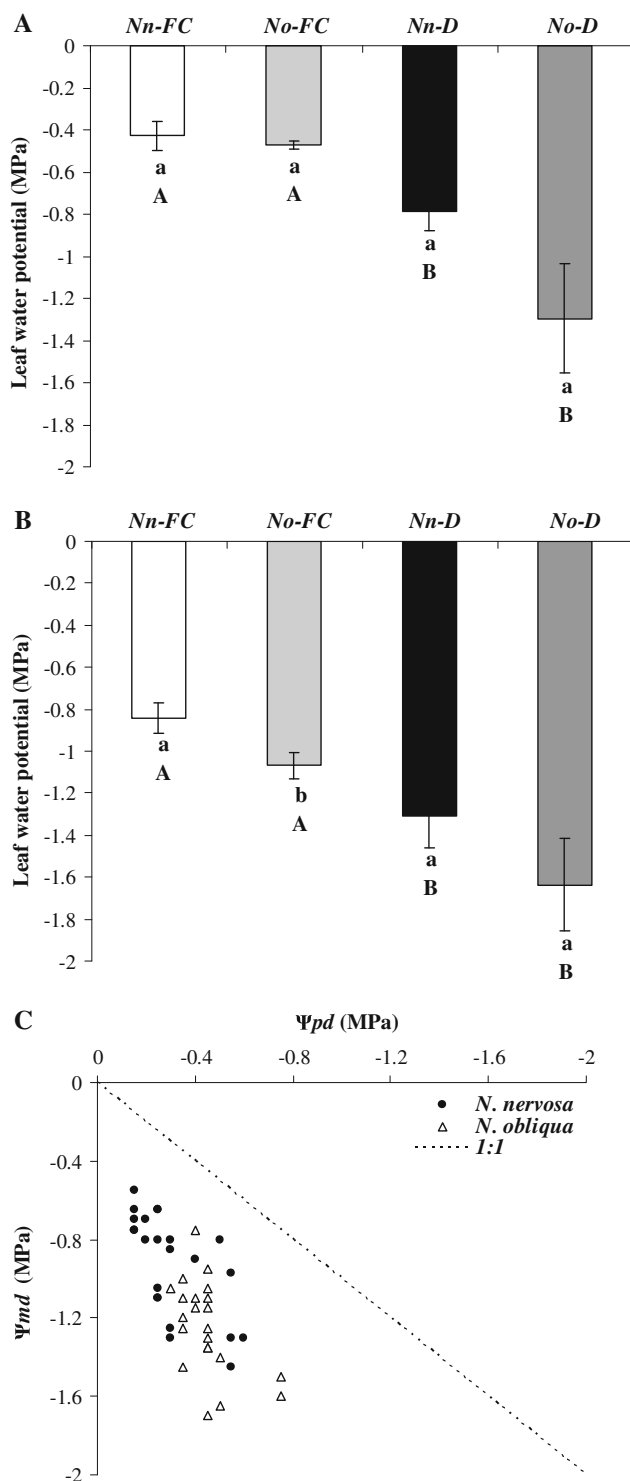 A
Nn-FC No-FC Nn-D No-D
Leaf water potential (MPa)
0
-0.2
-0.4
-0.6
-0.8
-1
-1.2
-1.4
-1.6
-1.8
-2
a a a a
A A B B
B
Nn-FC No-FC Nn-D No-D
Leaf water potential (MPa)
0
-0.2
-0.4
-0.6
-0.8
-1
-1.2
-1.4
-1.6
-1.8
-2
a b a a
A A B B
C
Ψpd (MPa)
0 -0.4 -0.8 -1.2 -1.6 -2
Ψmd (MPa)
0
-0.4
-0.8
-1.2
-1.6
-2
N. nervosa
N. obliqua
1:1